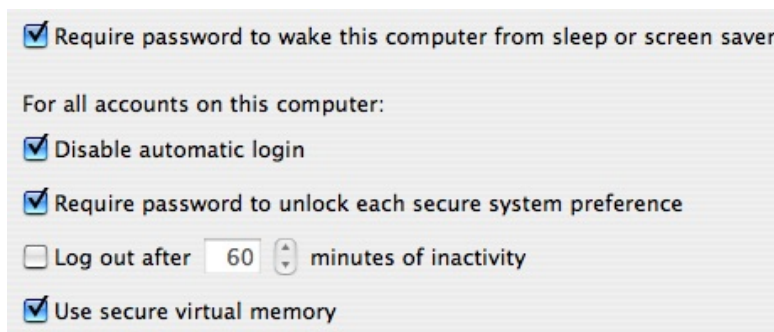 Require password to wake this computer from sleep or screen saver
For all accounts on this computer:
Disable automatic login
Require password to unlock each secure system preference
Log out after 60 minutes of inactivity
Use secure virtual memory